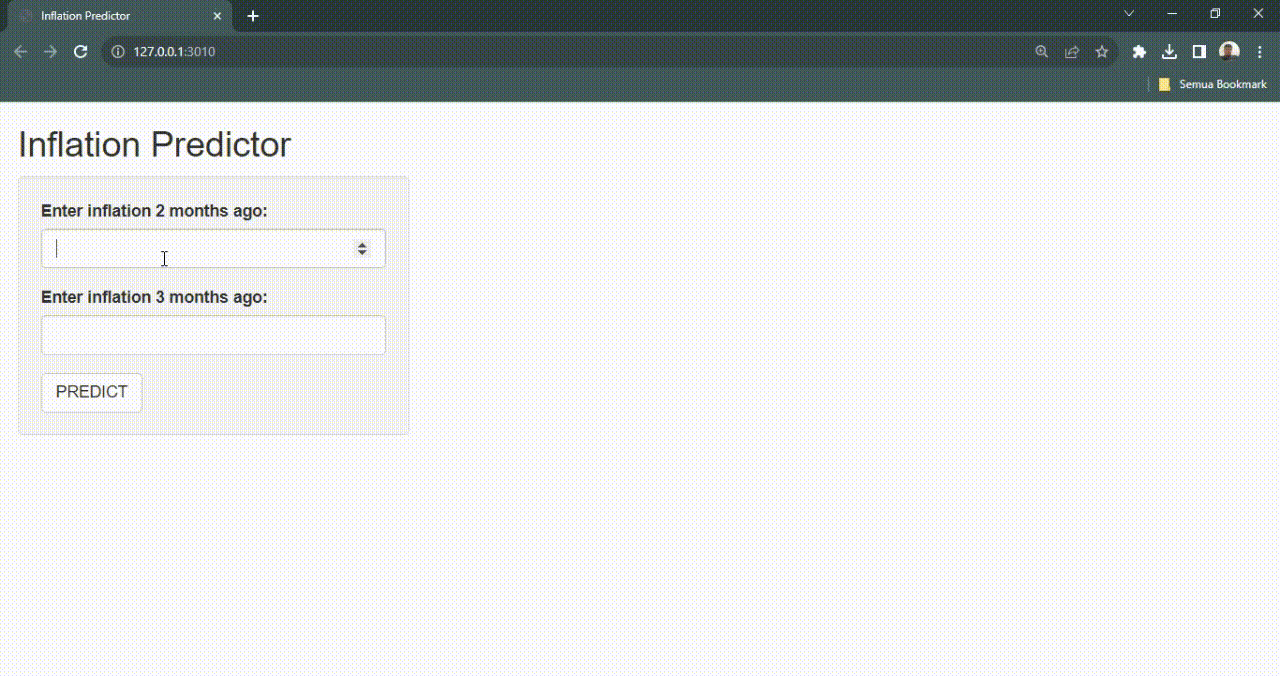 Inflation Predictor
127.0.0.1:3010
Semua Bookmark
Inflation Predictor
Enter inflation 2 months ago:
Enter inflation 3 months ago:
PREDICT